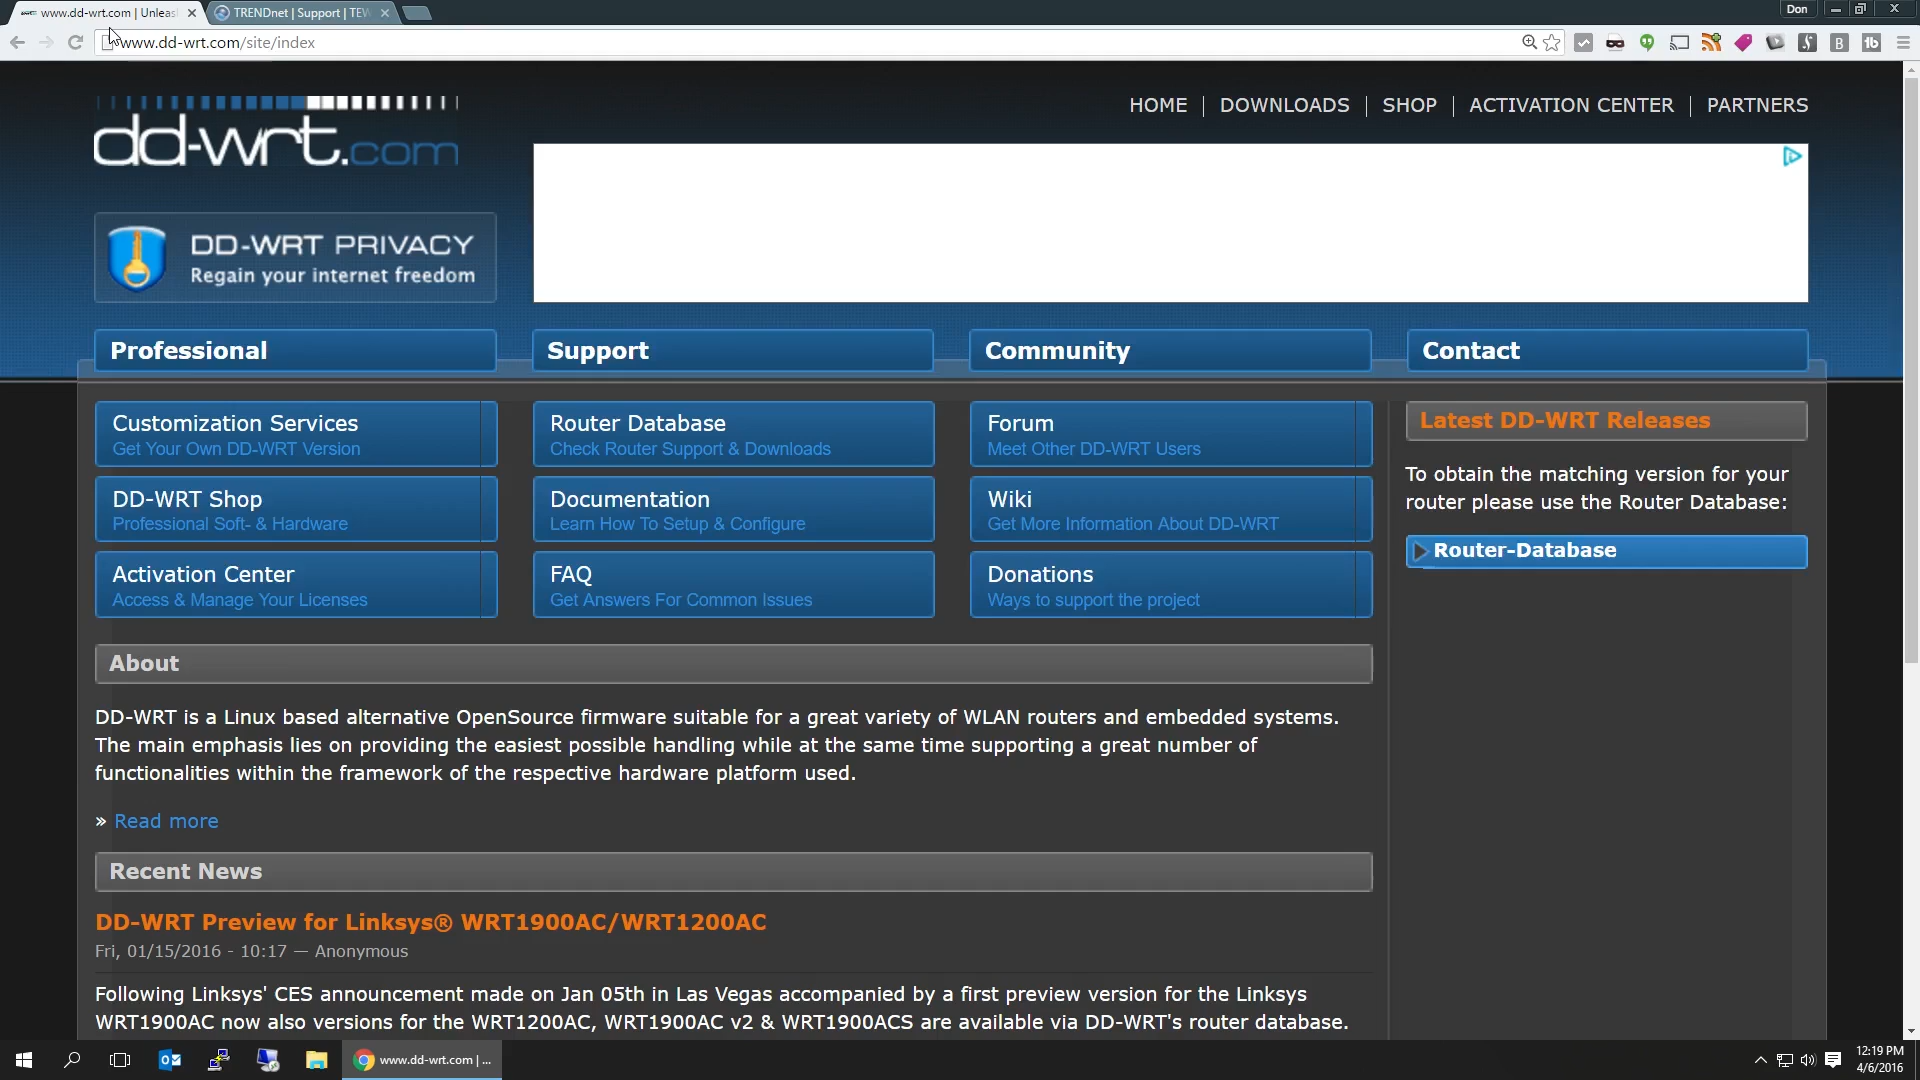 www.dd-wrt.com | Unleas
TRENDnet | Support | TEW
Don
www.dd-wrt.com/site/index
dd-wrt.com
HOME
DOWNLOADS
SHOP
ACTIVATION CENTER
PARTNERS
DD-WRT PRIVACY
Regain your internet freedom
Professional
Support
Community
Contact
Customization Services
Get Your Own DD-WRT Version
Router Database
Check Router Support & Downloads
Forum
Meet Other DD-WRT Users
DD-WRT Shop
Professional Soft- & Hardware
Documentation
Learn How To Setup & Configure
Wiki
Get More Information About DD-WRT
Activation Center
Access & Manage Your Licenses
FAQ
Get Answers For Common Issues
Donations
Ways to support the project
Latest DD-WRT Releases
To obtain the matching version for your
router please use the Router Database:
Router-Database
About
DD-WRT is a Linux based alternative OpenSource firmware suitable for a great variety of WLAN routers and embedded systems.
The main emphasis lies on providing the easiest possible handling while at the same time supporting a great number of
functionalities within the framework of the respective hardware platform used.
» Read more
Recent News
DD-WRT Preview for Linksys® WRT1900AC/WRT1200AC
Fri, 01/15/2016 - 10:17 — Anonymous
Following Linksys' CES announcement made on Jan 05th in Las Vegas accompanied by a first preview version for the Linksys
WRT1900AC now also versions for the WRT1200AC, WRT1900AC v2 & WRT1900ACS are available via DD-WRT's router database.
www.dd-wrt.com | ...
12:19 PM
4/6/2016